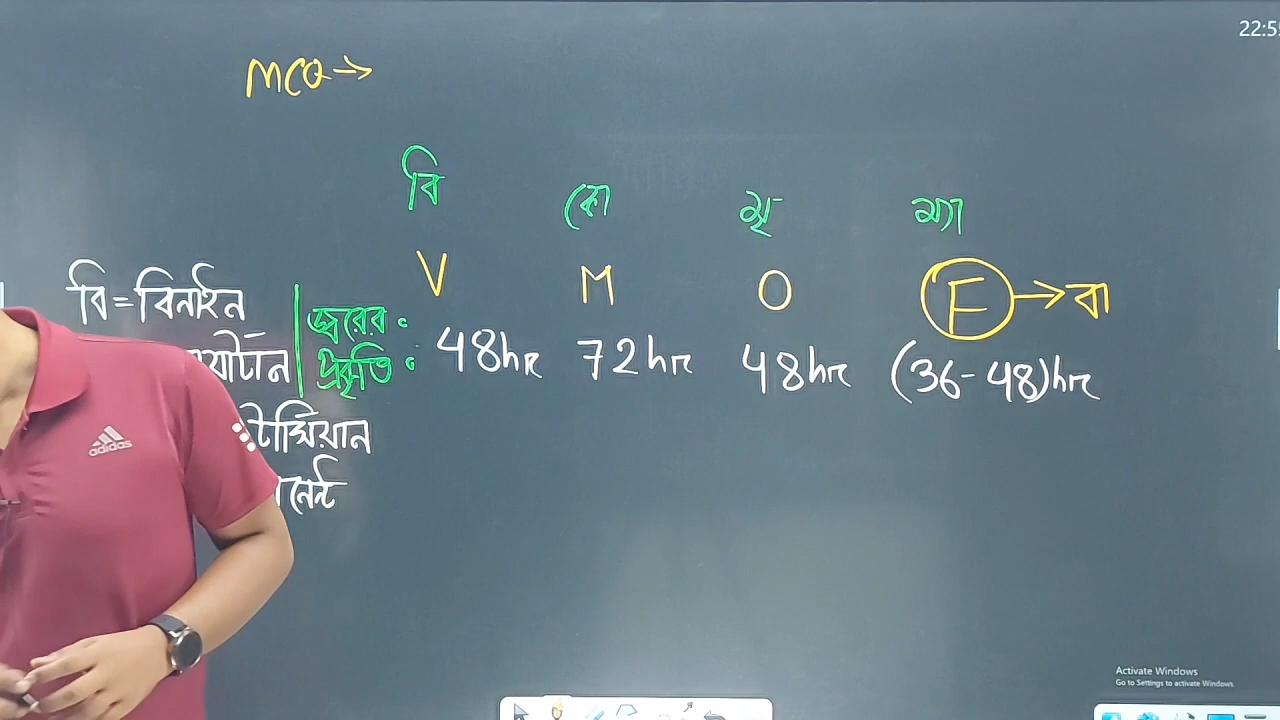 22:5
MCQ →
বি কো মৃ ম্যা
V M O F → বা
বি = বিনাইন
জ্বরের :
প্রকৃতি : 48hr 72hr 48hr (36-48)hr
adidas
Activate Windows
Go to Settings to activate Windows.